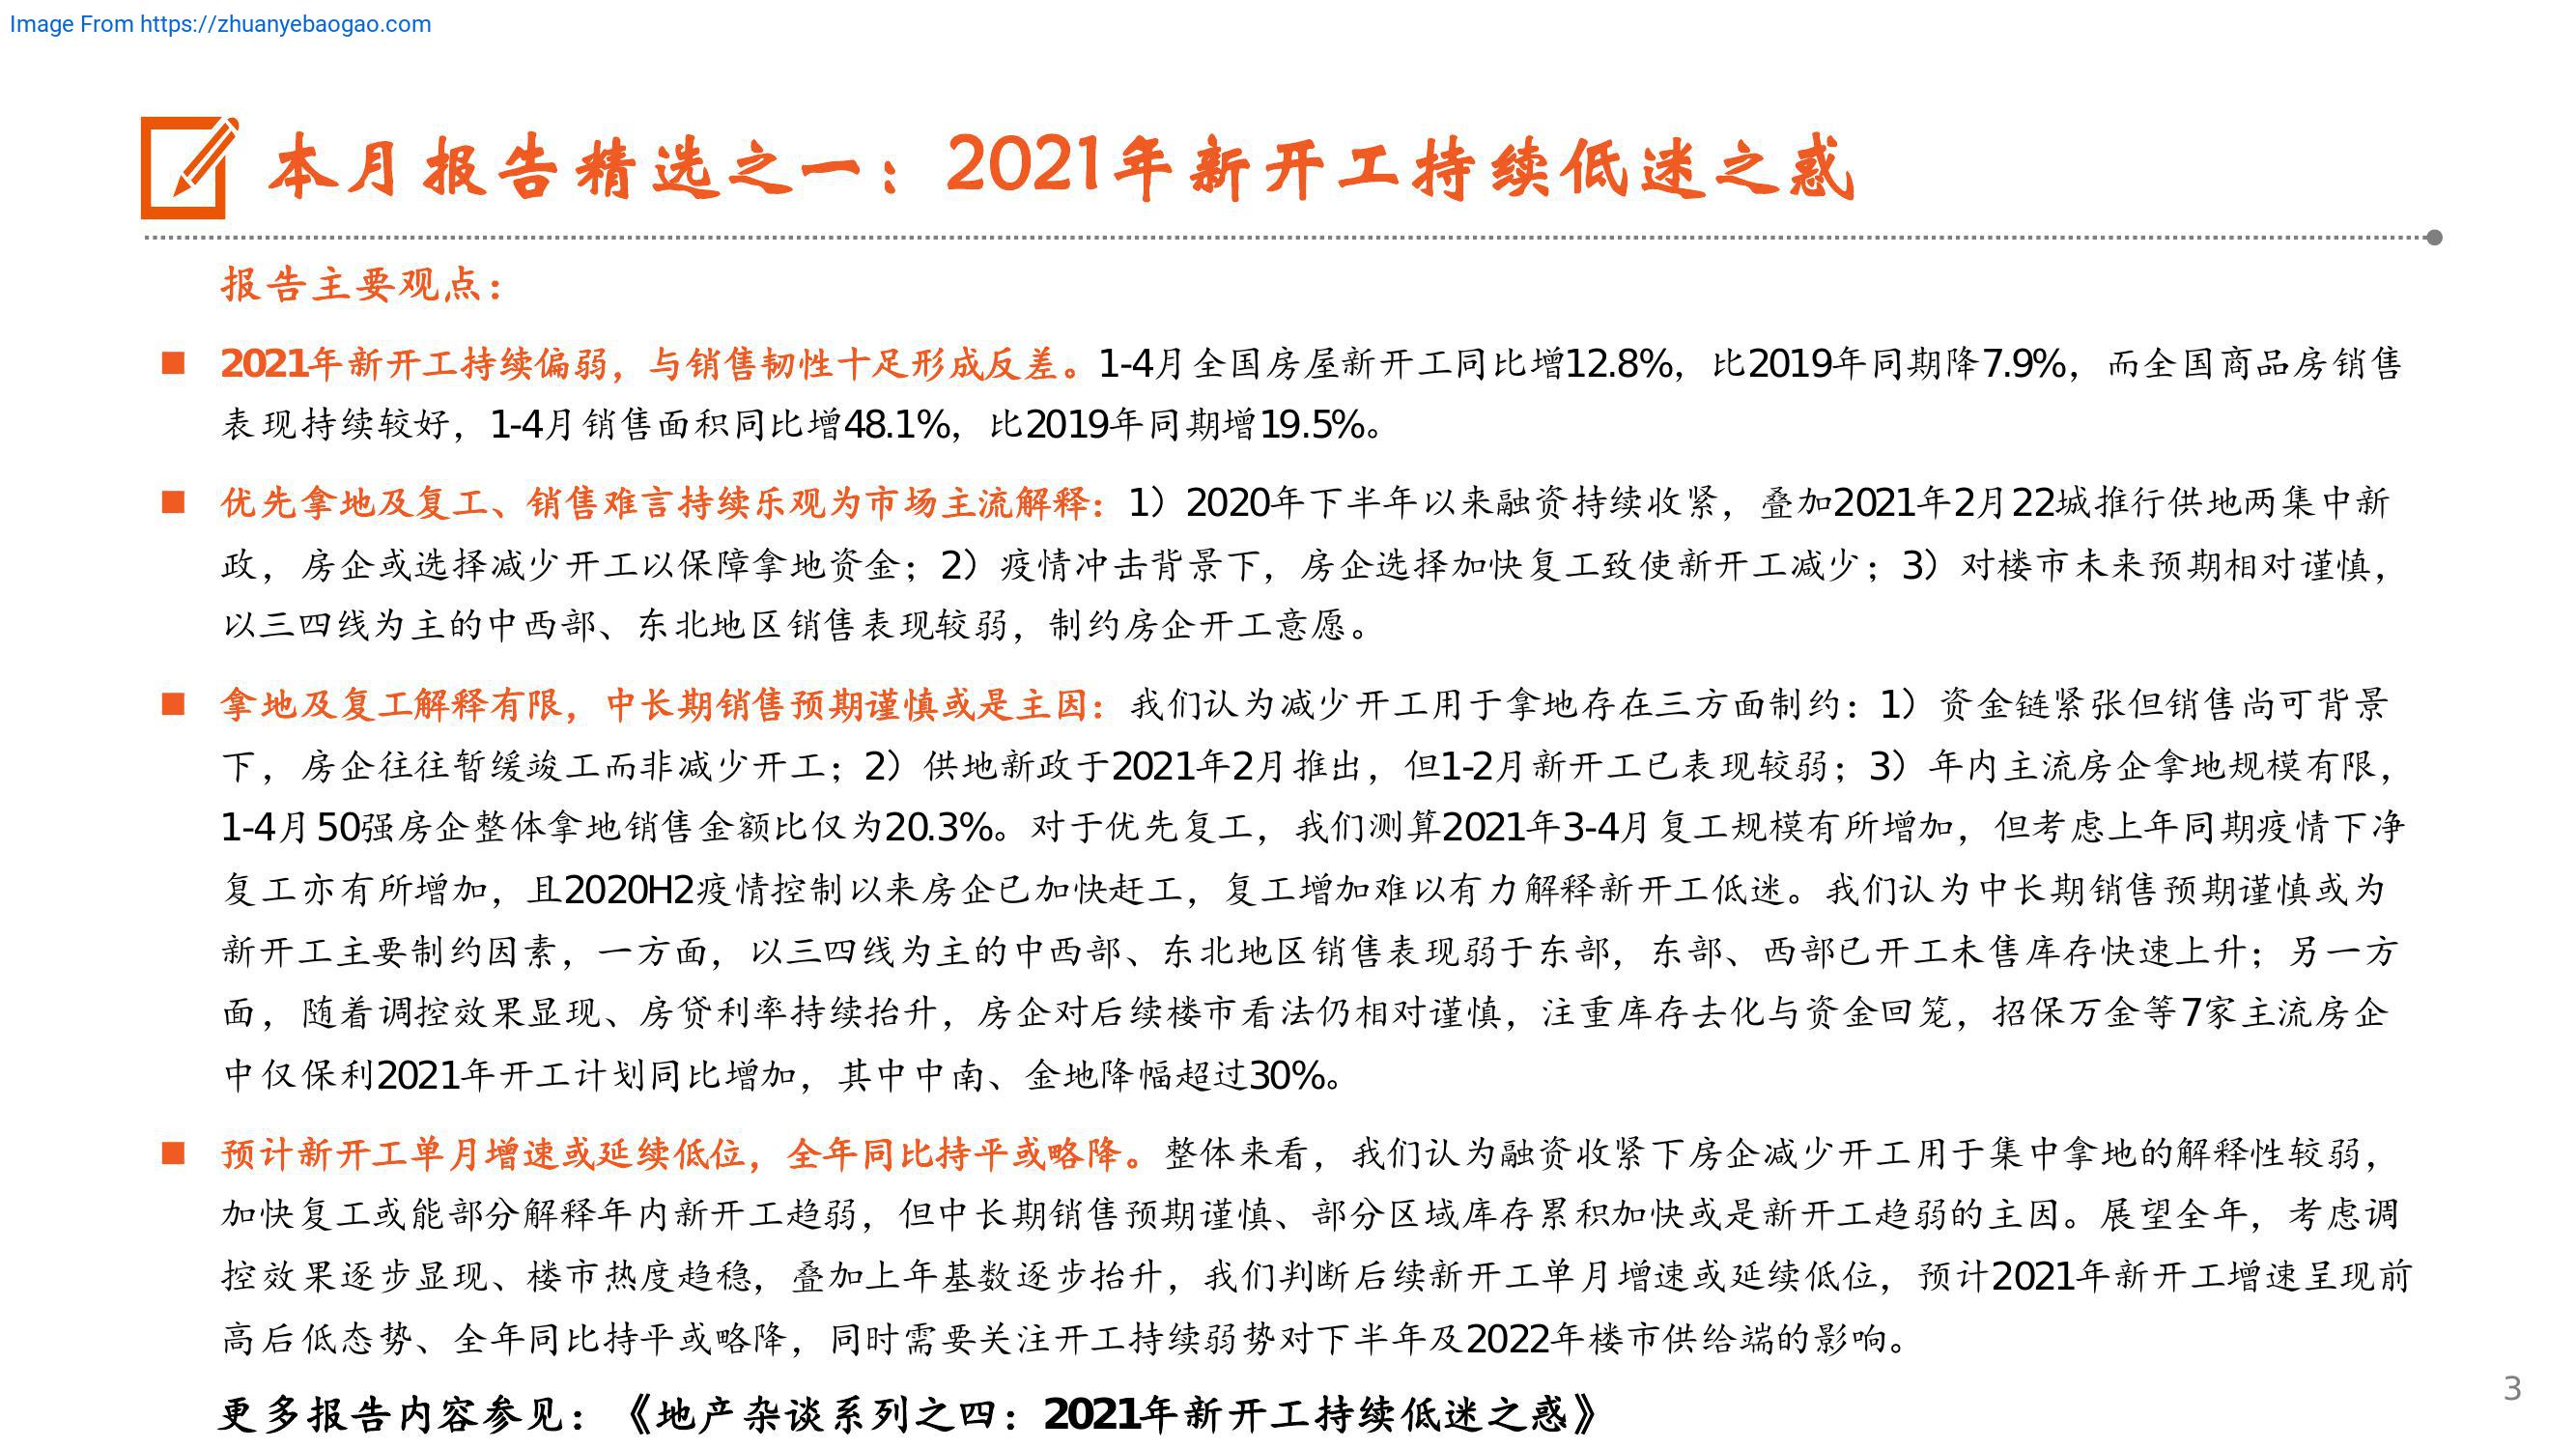 Image From https://zhuanyebaogao.com
本月报告精选之一：2021年新开工持续低迷之惑
报告主要观点：
■ 2021年新开工持续偏弱，与销售韧性十足形成反差。1-4月全国房屋新开工同比增12.8%，比2019年同期降7.9%，而全国商品房销售
表现持续较好，1-4月销售面积同比增48.1%，比2019年同期增19.5%。
■ 优先拿地及复工、销售难言持续乐观为市场主流解释：1）2020年下半年以来融资持续收紧，叠加2021年2月22城推行供地两集中新
政，房企或选择减少开工以保障拿地资金；2）疫情冲击背景下，房企选择加快复工致使新开工减少；3）对楼市未来预期相对谨慎，
以三四线为主的中西部、东北地区销售表现较弱，制约房企开工意愿。
■ 拿地及复工解释有限，中长期销售预期谨慎或是主因：我们认为减少开工用于拿地存在三方面制约：1）资金链紧张但销售尚可背景
下，房企往往暂缓竣工而非减少开工；2）供地新政于2021年2月推出，但1-2月新开工已表现较弱；3）年内主流房企拿地规模有限，
1-4月50强房企整体拿地销售金额比仅为20.3%。对于优先复工，我们测算2021年3-4月复工规模有所增加，但考虑上年同期疫情下净
复工亦有所增加，且2020H2疫情控制以来房企已加快赶工，复工增加难以有力解释新开工低迷。我们认为中长期销售预期谨慎或为
新开工主要制约因素，一方面，以三四线为主的中西部、东北地区销售表现弱于东部，东部、西部已开工未售库存快速上升；另一方
面，随着调控效果显现、房贷利率持续抬升，房企对后续楼市看法仍相对谨慎，注重库存去化与资金回笼，招保万金等7家主流房企
中仅保利2021年开工计划同比增加，其中中南、金地降幅超过30%。
■ 预计新开工单月增速或延续低位，全年同比持平或略降。整体来看，我们认为融资收紧下房企减少开工用于集中拿地的解释性较弱，
加快复工或能部分解释年内新开工趋弱，但中长期销售预期谨慎、部分区域库存累积加快或是新开工趋弱的主因。展望全年，考虑调
控效果逐步显现、楼市热度趋稳，叠加上年基数逐步抬升，我们判断后续新开工单月增速或延续低位，预计2021年新开工增速呈现前
高后低态势、全年同比持平或略降，同时需要关注开工持续弱势对下半年及2022年楼市供给端的影响。
更多报告内容参见：《地产杂谈系列之四：2021年新开工持续低迷之惑》
3